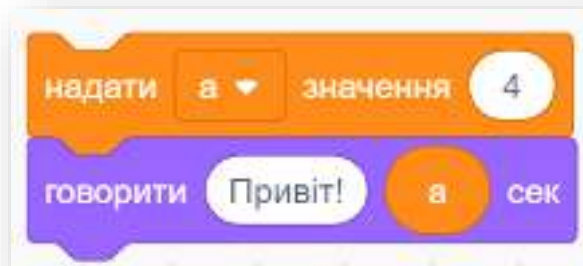 надати а значення 4
говорити Привіт! а сек